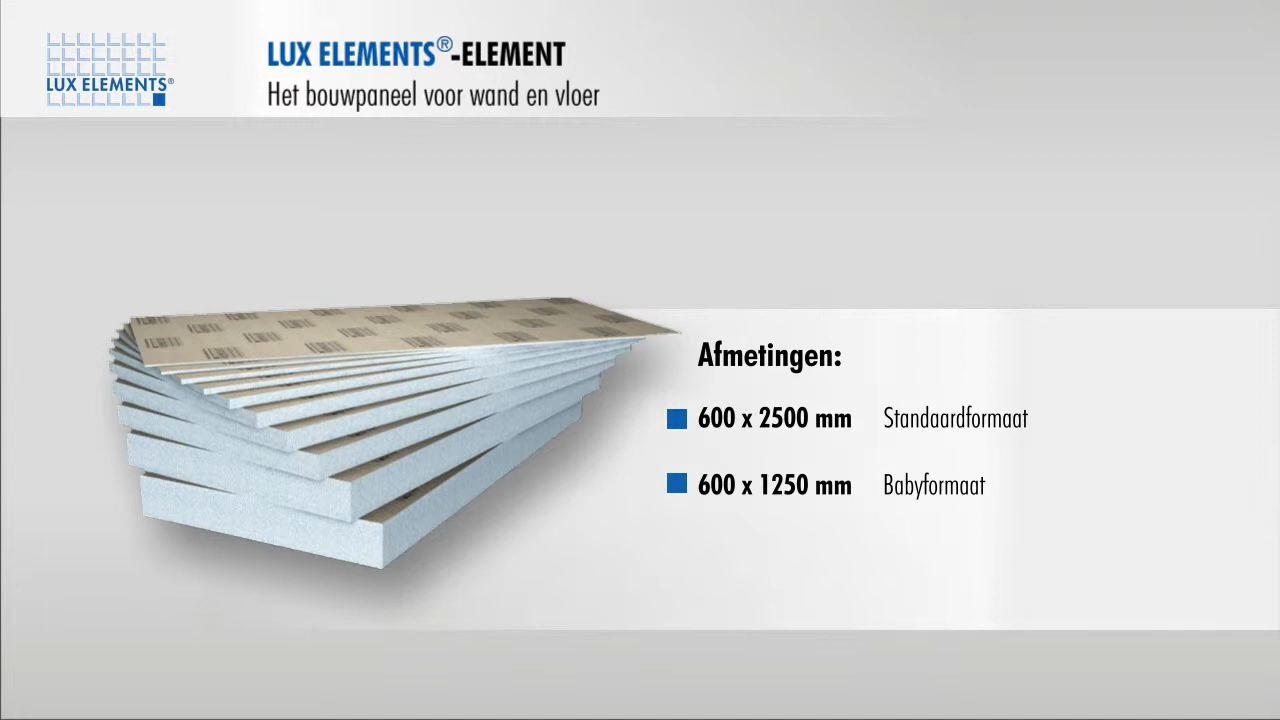 LUX ELEMENTS®
LUX ELEMENTS®-ELEMENT
Het bouwpaneel voor wand en vloer
Afmetingen:
600 x 2500 mm Standaardformaat
600 x 1250 mm Babyformaat